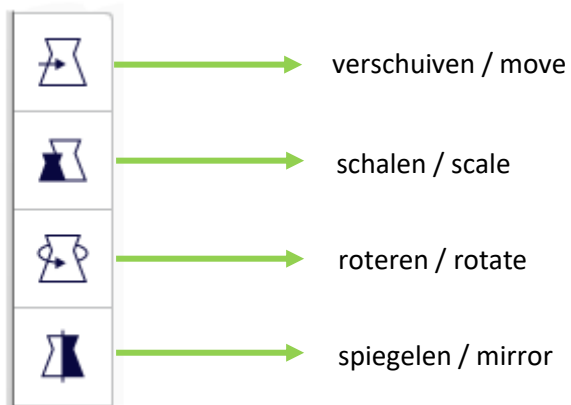 verschuiven / move
schalen / scale
roteren / rotate
spiegelen / mirror